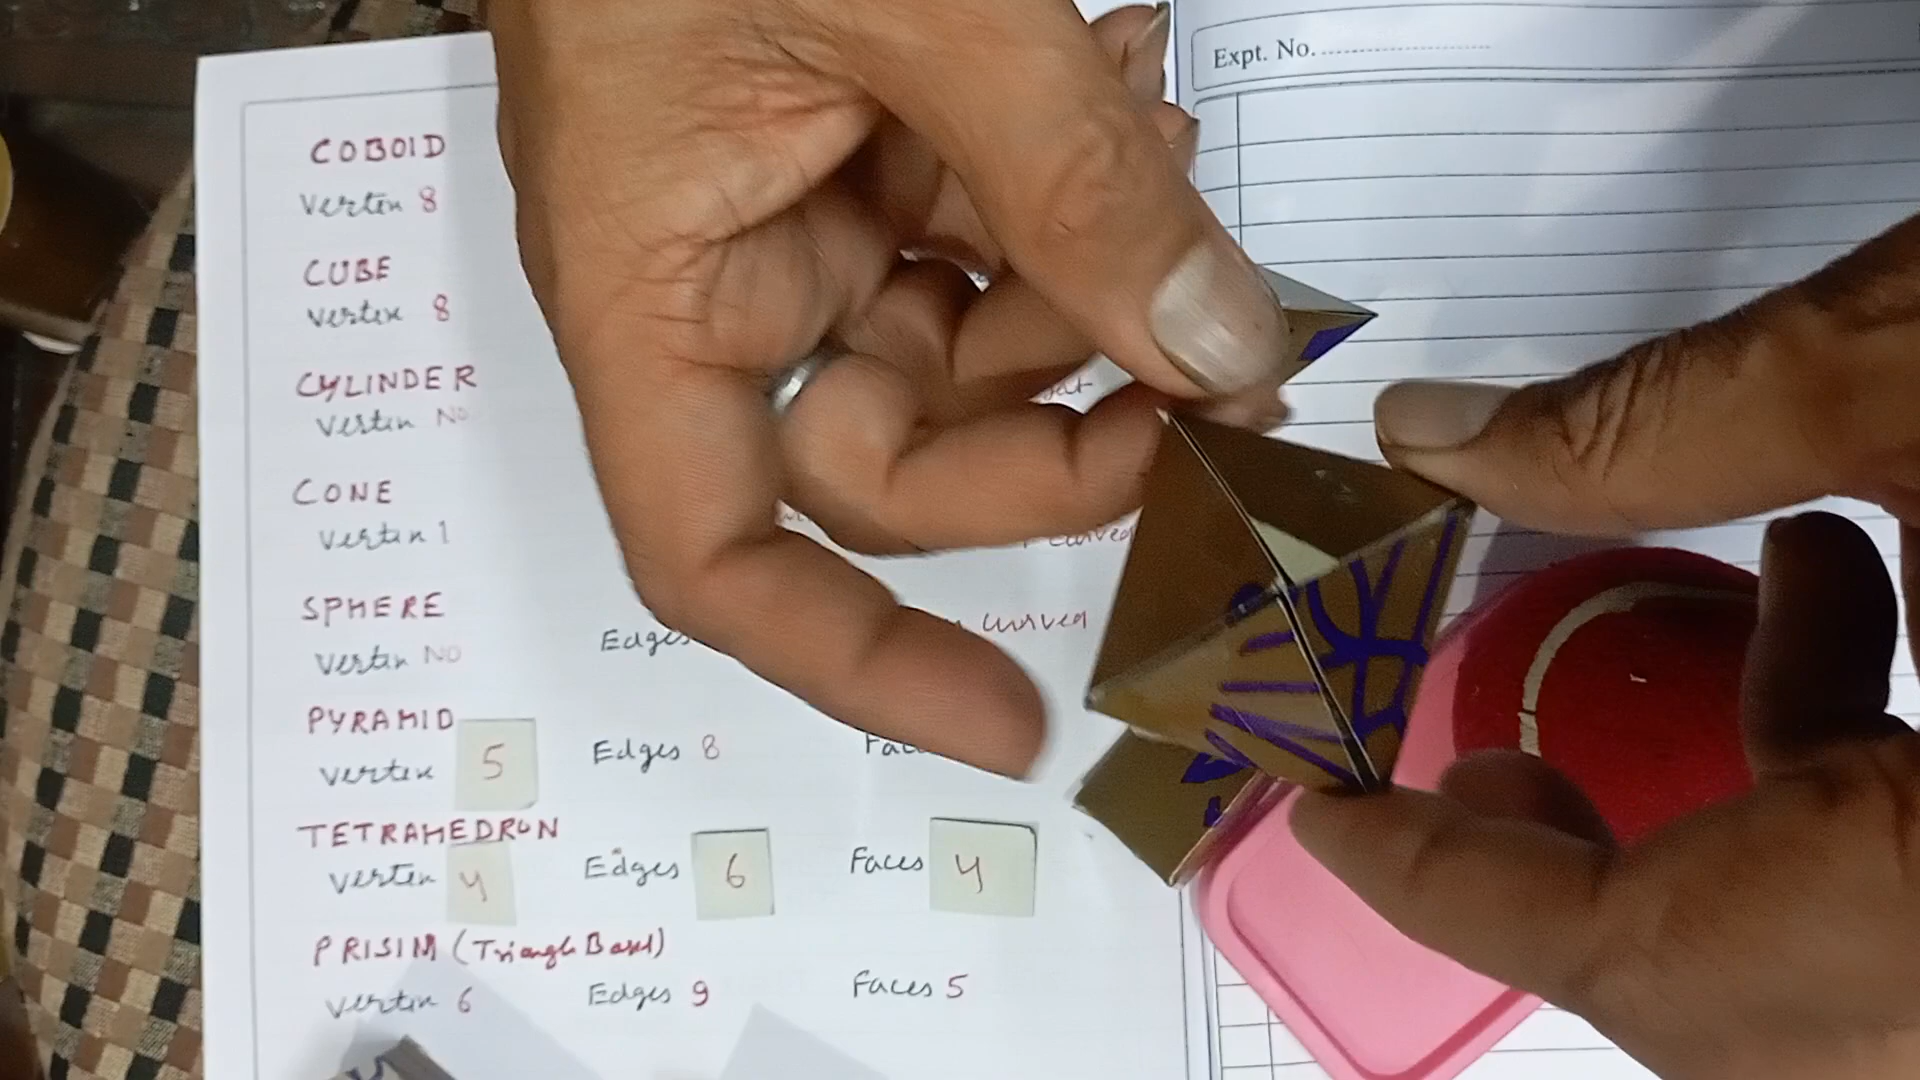 Expt. No.
COBOID
Vertex 8
CUBE
Vertex 8
CYLINDER
Vertex NO
CONE
Vertex 1
curved
SPHERE
Vertex NO Edges curved
PYRAMID
Vertex 5 Edges 8
TETRAHEDRON
Vertex 4 Edges 6 Faces 4
PRISIM (Triangle Based)
Vertex 6 Edges 9 Faces 5